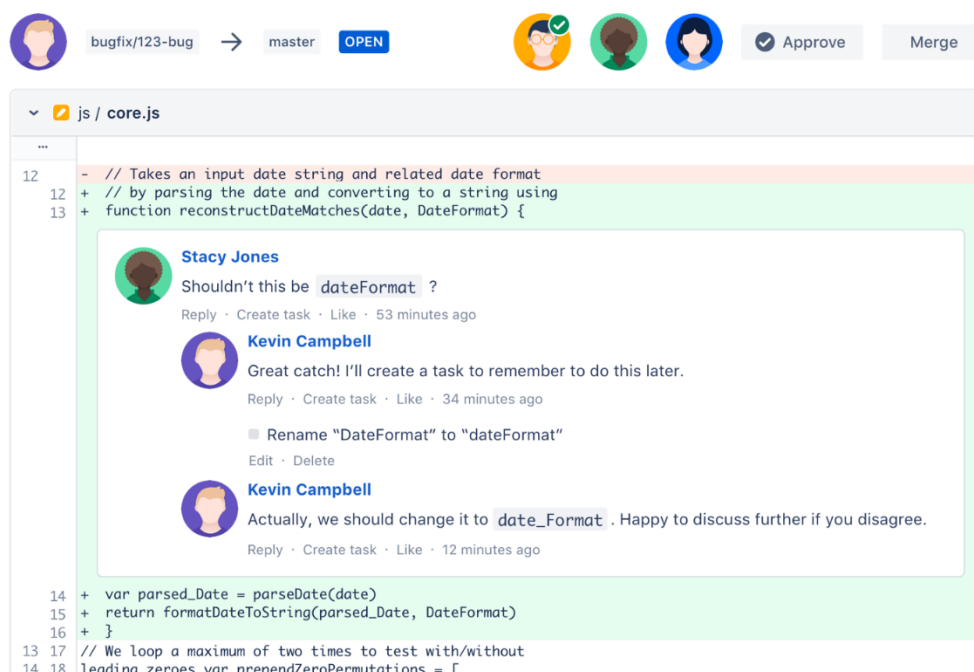 bugfix/123-bug → master OPEN Approve Merge
js / core.js
...
12 - // Takes an input date string and related date format
12 + // by parsing the date and converting to a string using
13 + function reconstructDateMatches(date, DateFormat) {
Stacy Jones
Shouldn’t this be dateFormat ?
Reply · Create task · Like · 53 minutes ago
Kevin Campbell
Great catch! I’ll create a task to remember to do this later.
Reply · Create task · Like · 34 minutes ago
Rename “DateFormat” to “dateFormat”
Edit · Delete
Kevin Campbell
Actually, we should change it to date_Format . Happy to discuss further if you disagree.
Reply · Create task · Like · 12 minutes ago
14 + var parsed_Date = parseDate(date)
15 + return formatDateToString(parsed_Date, DateFormat)
16 + }
13 17 // We loop a maximum of two times to test with/without
14 18 leading zeroes var prependZeroPermutations = [